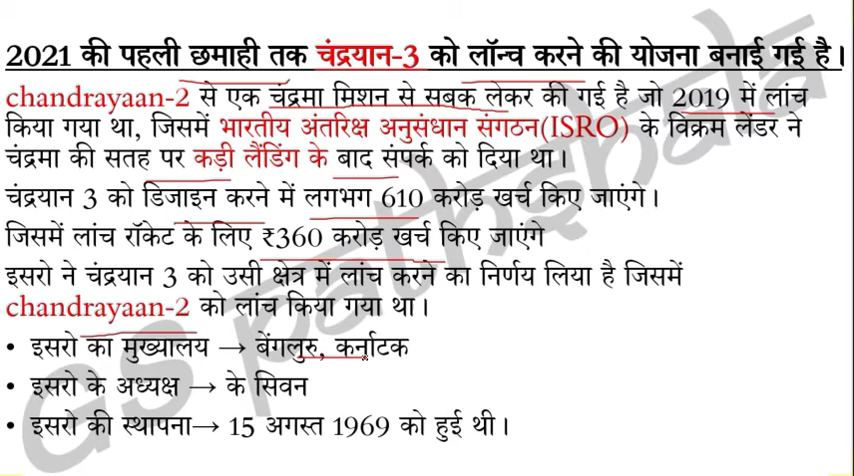 2021 की पहली छमाही तक चंद्रयान-3 को लॉन्च करने की योजना बनाई गई है।
chandrayaan-2 से एक चंद्रमा मिशन से सबक लेकर की गई है जो 2019 में लांच
किया गया था, जिसमें भारतीय अंतरिक्ष अनुसंधान संगठन(ISRO) के विक्रम लेंडर ने
चंद्रमा की सतह पर कड़ी लैंडिंग के बाद संपर्क को दिया था।
चंद्रयान 3 को डिजाइन करने में लगभग 610 करोड़ खर्च किए जाएंगे।
जिसमें लांच रॉकेट के लिए ₹360 करोड़ खर्च किए जाएंगे
इसरो ने चंद्रयान 3 को उसी क्षेत्र में लांच करने का निर्णय लिया है जिसमें
chandrayaan-2 को लांच किया गया था।
• इसरो का मुख्यालय → बेंगलुरु, कर्नाटक
• इसरो के अध्यक्ष → के सिवन
• इसरो की स्थापना→ 15 अगस्त 1969 को हुई थी।
GS pathshala